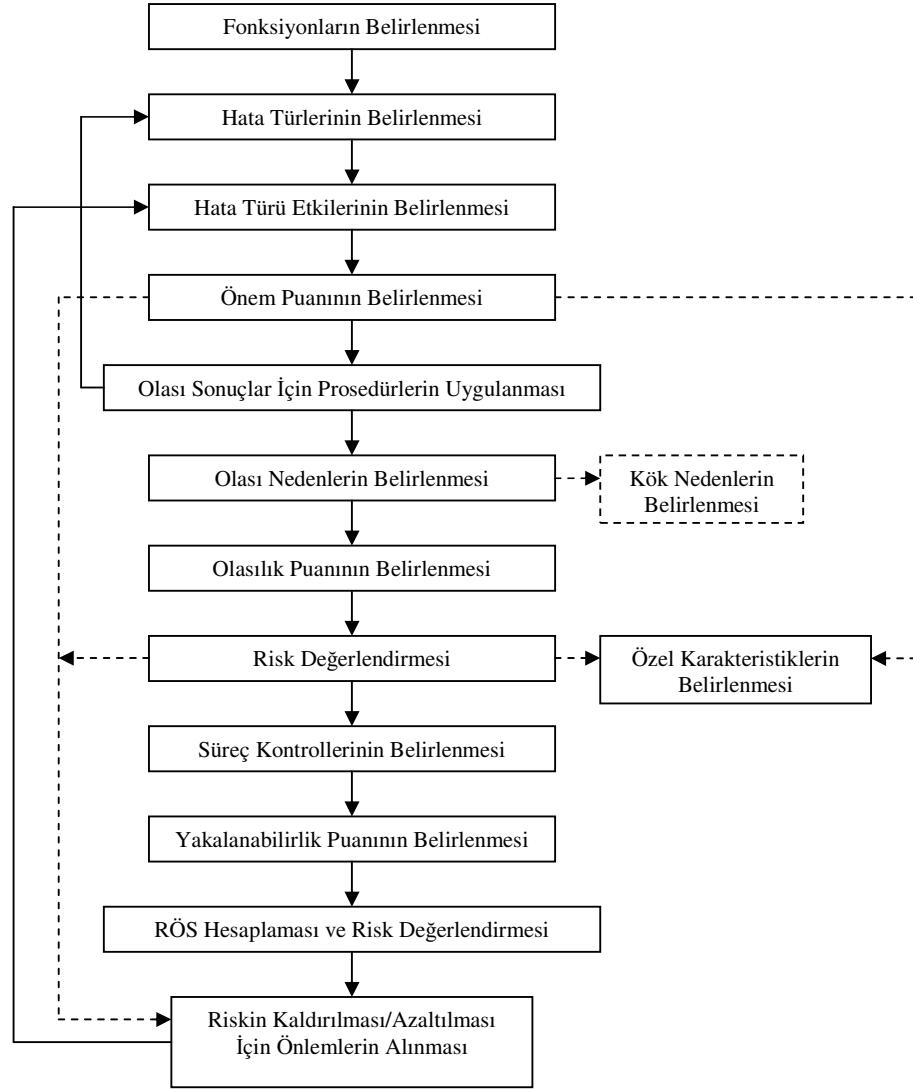 Fonksiyonların Belirlenmesi
Hata Türlerinin Belirlenmesi
Hata Türü Etkilerinin Belirlenmesi
Önem Puanının Belirlenmesi
Olası Sonuçlar İçin Prosedürlerin Uygulanması
Olası Nedenlerin Belirlenmesi
Kök Nedenlerin
Belirlenmesi
Olasılık Puanının Belirlenmesi
Risk Değerlendirmesi
Özel Karakteristiklerin
Belirlenmesi
Süreç Kontrollerinin Belirlenmesi
Yakalanabilirlik Puanının Belirlenmesi
RÖS Hesaplaması ve Risk Değerlendirmesi
Riskin Kaldırılması/Azaltılması
İçin Önlemlerin Alınması